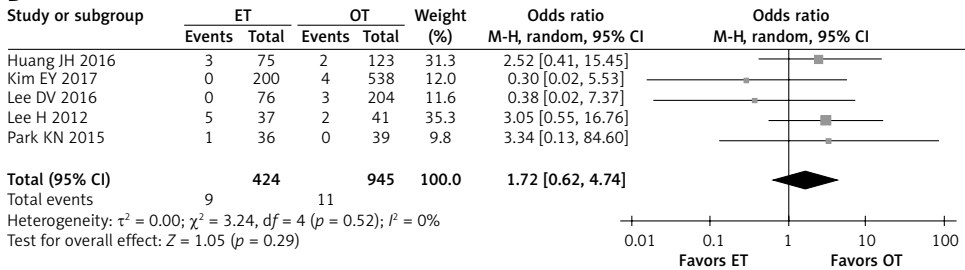 Study or subgroup ET OT Weight Odds ratio Odds ratio
Events Total Events Total (%) M-H, random, 95% CI M-H, random, 95% CI
Huang JH 2016 3 75 2 123 31.3 2.52 [0.41, 15.45]
Kim EY 2017 0 200 4 538 12.0 0.30 [0.02, 5.53]
Lee DV 2016 0 76 3 204 11.6 0.38 [0.02, 7.37]
Lee H 2012 5 37 2 41 35.3 3.05 [0.55, 16.76]
Park KN 2015 1 36 0 39 9.8 3.34 [0.13, 84.60]
Total (95% CI) 424 945 100.0 1.72 [0.62, 4.74]
Total events 9 11
Heterogeneity: τ² = 0.00; χ² = 3.24, df = 4 (p = 0.52); I² = 0%
Test for overall effect: Z = 1.05 (p = 0.29)
0.01 0.1 1 10 100
Favors ET Favors OT